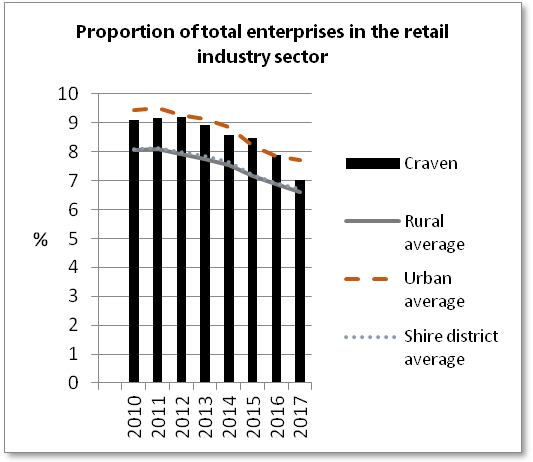 Proportion of total enterprises in the retail
industry sector
10
9
8
7
6
5
4
3
2
1
0
%
2010
2011
2012
2013
2014
2015
2016
2017
Craven
Rural
average
Urban
average
Shire district
average